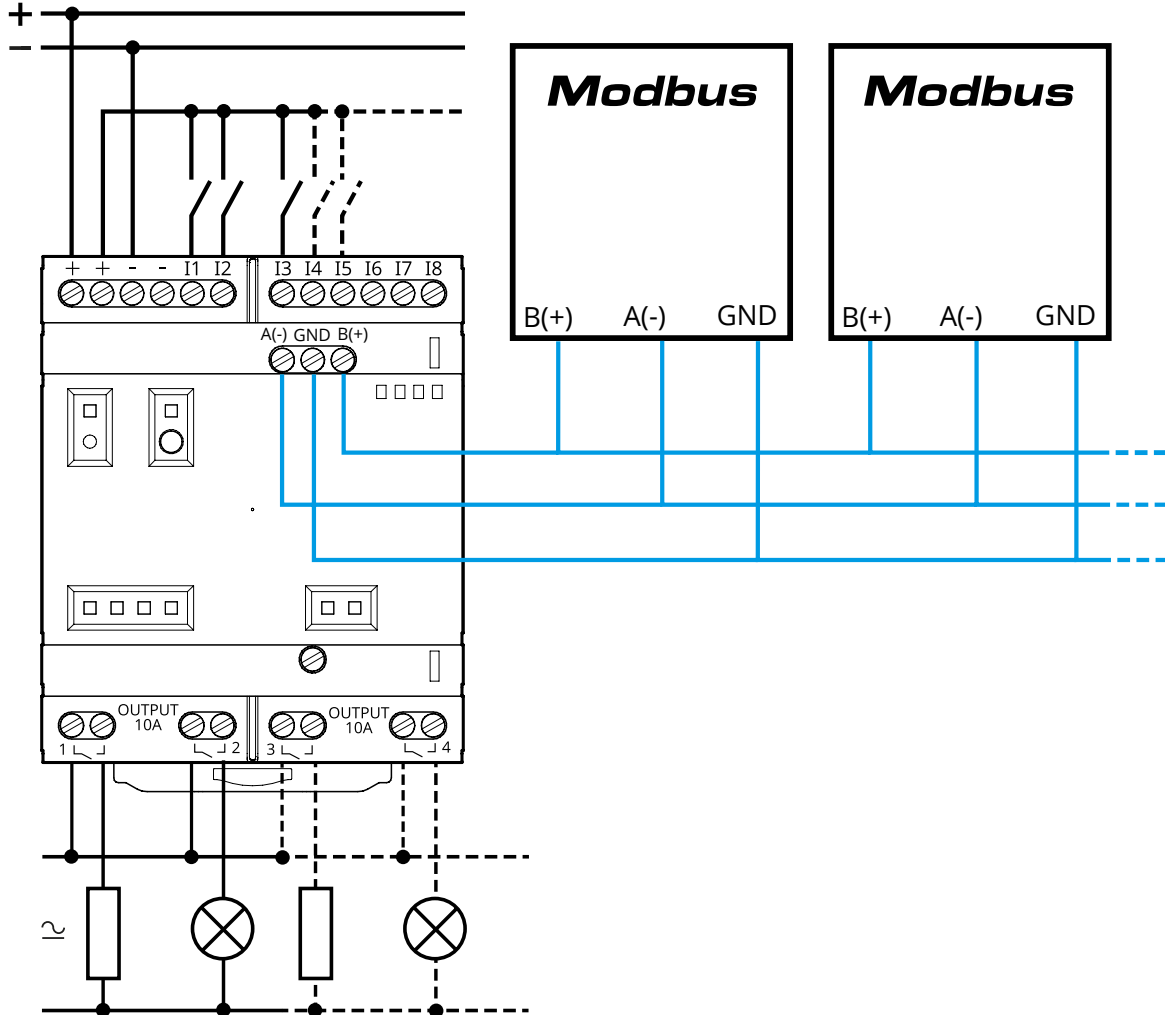 +
−
Modbus
Modbus
B(+) A(-) GND
B(+) A(-) GND
+ + - - I1 I2 I3 I4 I5 I6 I7 I8
A(-) GND B(+)
OUTPUT
10A
OUTPUT
10A
1 2 3 4